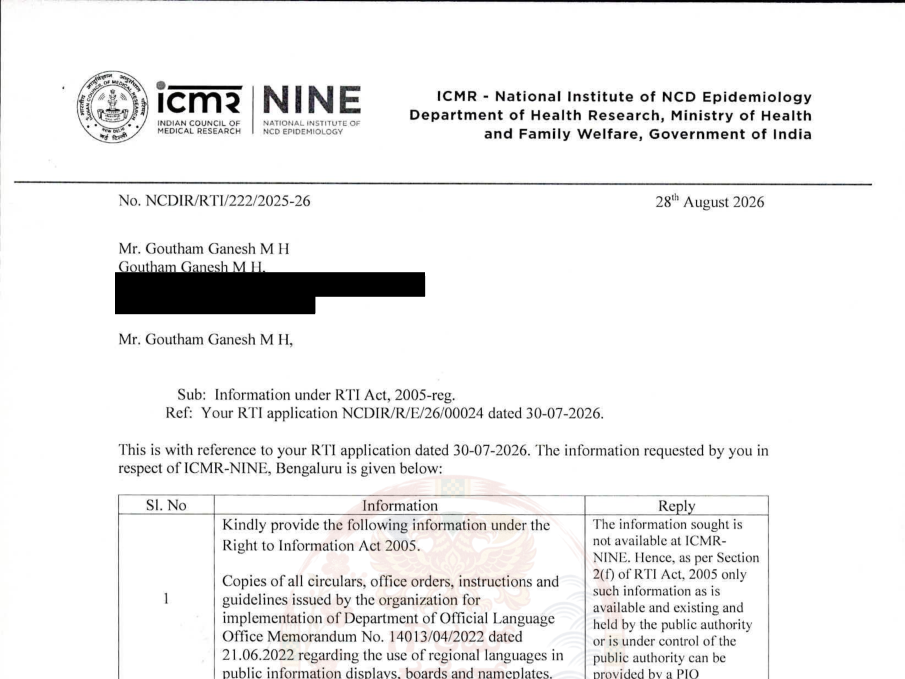 icmr
INDIAN COUNCIL OF
MEDICAL RESEARCH
NINE
NATIONAL INSTITUTE OF
NCD EPIDEMIOLOGY
ICMR - National Institute of NCD Epidemiology
Department of Health Research, Ministry of Health
and Family Welfare, Government of India
No. NCDIR/RTI/222/2025-26
28th August 2026
Mr. Goutham Ganesh M H
Goutham Ganesh M H,
Mr. Goutham Ganesh M H,
Sub: Information under RTI Act, 2005-reg.
Ref: Your RTI application NCDIR/R/E/26/00024 dated 30-07-2026.
This is with reference to your RTI application dated 30-07-2026. The information requested by you in
respect of ICMR-NINE, Bengaluru is given below:
Sl. No
Information
Reply
1
Kindly provide the following information under the
Right to Information Act 2005.
Copies of all circulars, office orders, instructions and
guidelines issued by the organization for
implementation of Department of Official Language
Office Memorandum No. 14013/04/2022 dated
21.06.2022 regarding the use of regional languages in
public information displays, boards and nameplates.
The information sought is
not available at ICMR-
NINE. Hence, as per Section
2(f) of RTI Act, 2005 only
such information as is
available and existing and
held by the public authority
or is under control of the
public authority can be
provided by a PIO